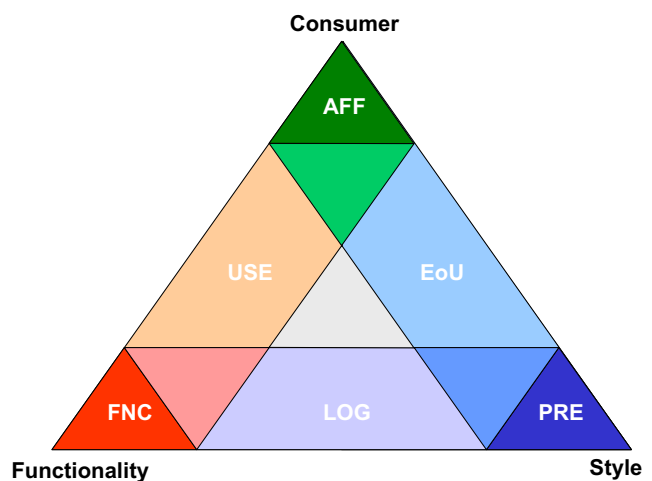 Consumer
AFF
USE
EoU
FNC
LOG
PRE
Functionality
Style